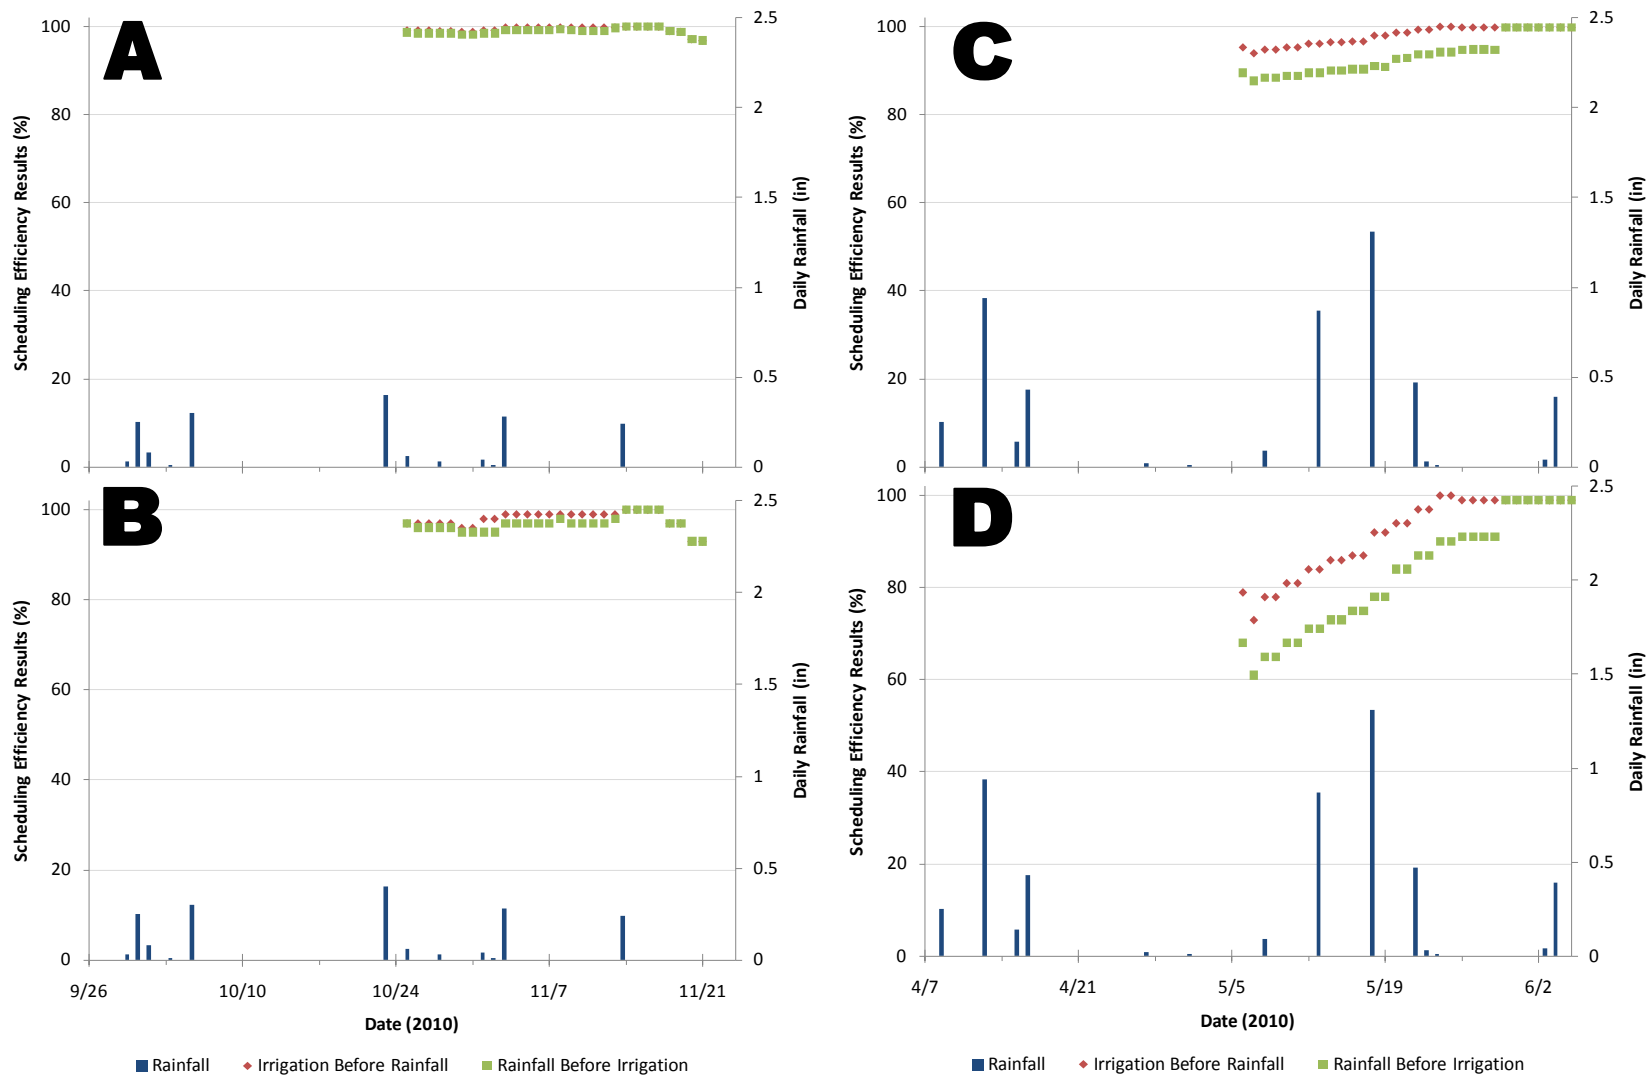 A
Scheduling Efficiency Results (%)
100
80
60
40
20
0
2.5
2
1.5
1
0.5
0
Daily Rainfall (in)
C
Scheduling Efficiency Results (%)
100
80
60
40
20
0
2.5
2
1.5
1
0.5
0
Daily Rainfall (in)
B
Scheduling Efficiency Results (%)
100
80
60
40
20
0
2.5
2
1.5
1
0.5
0
Daily Rainfall (in)
9/26 10/10 10/24 11/7 11/21
Date (2010)
Rainfall Irrigation Before Rainfall Rainfall Before Irrigation
D
Scheduling Efficiency Results (%)
100
80
60
40
20
0
2.5
2
1.5
1
0.5
0
Daily Rainfall (in)
4/7 4/21 5/5 5/19 6/2
Date (2010)
Rainfall Irrigation Before Rainfall Rainfall Before Irrigation